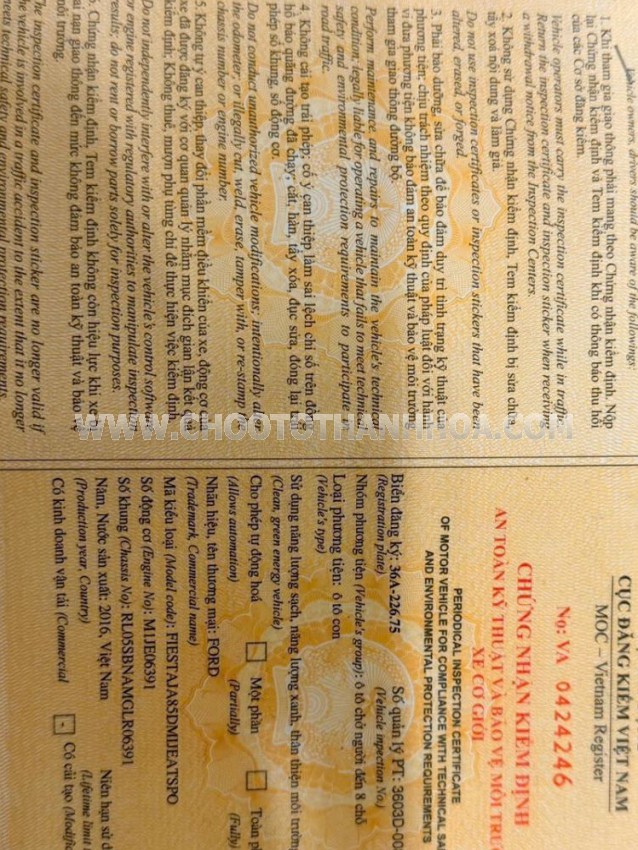 Vehicle owners, drivers should be beware of the following:
1. Khi tham gia giao thông phải mang theo Chứng nhận kiểm định. Nộp
lại Chứng nhận kiểm định và Tem kiểm định khi có thông báo thu hồi
của các Cơ sở đăng kiểm.
Vehicle operators must carry the inspection certificate while in traffic.
Return the inspection certificate and inspection sticker when receiving
a withdrawal notice from the Inspection Centers.
2. Không sử dụng Chứng nhận kiểm định, Tem kiểm định bị sửa chữa,
tẩy xoá nội dung và làm giả.
Do not use inspection certificates or inspection stickers that have been
altered, erased, or forged.
3. Phải bảo dưỡng, sửa chữa để bảo đảm duy trì tình trạng kỹ thuật của
phương tiện; chịu trách nhiệm theo quy định của pháp luật đối với hành
vi đưa phương tiện không bảo đảm an toàn kỹ thuật và bảo vệ môi trường
tham gia giao thông đường bộ.
Perform maintenance and repairs to maintain the vehicle's technical
condition; legally liable for operating a vehicle that fails to meet technical
safety and environmental protection requirements to participate in
road traffic.
4. Không cải tạo trái phép; cố ý can thiệp làm sai lệch chỉ số trên đồng
hồ báo quãng đường đã chạy; cắt, hàn, tẩy xóa, đục sửa, đóng lại trái
phép số khung, số động cơ.
Do not conduct unauthorized vehicle modifications; intentionally alter
the odometer; or illegally cut, weld, erase, tamper with, or re-stamp the
chassis number or engine number.
5. Không tự ý can thiệp, thay đổi phần mềm điều khiển của xe, động cơ của
xe đã được đăng ký với cơ quan quản lý nhằm mục đích gian lận kết quả
kiểm định; Không thuê, mượn phụ tùng chỉ để thực hiện việc kiểm định.
Do not independently interfere with or alter the vehicle's control software
or engine registered with regulatory authorities to manipulate inspection
results; do not rent or borrow parts solely for inspection purposes.
6. Chứng nhận kiểm định, Tem kiểm định không còn hiệu lực khi xe
tai nạn giao thông đến mức không đảm bảo an toàn kỹ thuật và bảo vệ
môi trường.
The inspection certificate and inspection sticker are no longer valid if
the vehicle is involved in a traffic accident to the extent that it no longer
meets technical safety and environmental protection requirements.
WWW.CHOOTOTHANHHOA.COM
CỤC ĐĂNG KIỂM VIỆT NAM
MOC – Vietnam Register
No: VA 0424246
CHỨNG NHẬN KIỂM ĐỊNH
AN TOÀN KỸ THUẬT VÀ BẢO VỆ MÔI TRƯ
XE CƠ GIỚI
PERIODICAL INSPECTION CERTIFICATE
OF MOTOR VEHICLE FOR COMPLIANCE WITH TECHNICAL SA
AND ENVIRONMENTAL PROTECTION REQUIREMENTS
Biển đăng ký: 36A-226.75 Số quản lý PT: 3603D-00
(Registration plate) (Vehicle inpection No.)
Nhóm phương tiện (Vehicle's group): ô tô chở người đến 8 chỗ
Loại phương tiện: ô tô con
(Vehicle's type)
Sử dụng năng lượng sạch, năng lượng xanh, thân thiện môi trường
(Clean, green energy vehicle)
Cho phép tự động hoá Một phần Toàn p
(Allows automation) (Partially) (Fully)
Nhãn hiệu, tên thương mại: FORD
(Trademark, Commercial name)
Mã kiểu loại (Model code): FIESTAJA85DMIJEATSPO
Số động cơ (Engine No): M1JE06391
Số khung (Chassis No): RL05SBNAMGLR06391
Năm, Nước sản xuất: 2016, Việt Nam Niên hạn sử d
(Production year, Country) (Lifetime limit
Có kinh doanh vận tải (Commercial Có cải tạo (Modific